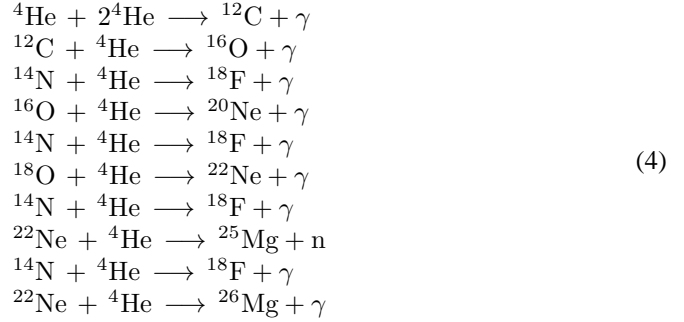 ⁴He + 2⁴He ⟶ ¹²C + γ
¹²C + ⁴He ⟶ ¹⁶O + γ
¹⁴N + ⁴He ⟶ ¹⁸F + γ
¹⁶O + ⁴He ⟶ ²⁰Ne + γ
¹⁴N + ⁴He ⟶ ¹⁸F + γ
¹⁸O + ⁴He ⟶ ²²Ne + γ
¹⁴N + ⁴He ⟶ ¹⁸F + γ
²²Ne + ⁴He ⟶ ²⁵Mg + n
¹⁴N + ⁴He ⟶ ¹⁸F + γ
²²Ne + ⁴He ⟶ ²⁶Mg + γ
(4)